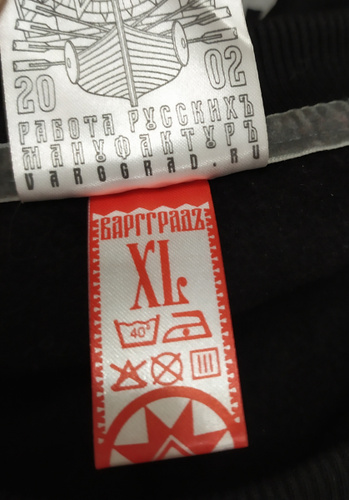 20 02
РАБОТА РУССКИХЪ
МАНУФАКТУРЪ
VARGGRAD.RU
ВАРГГРАДЪ
XL
40°